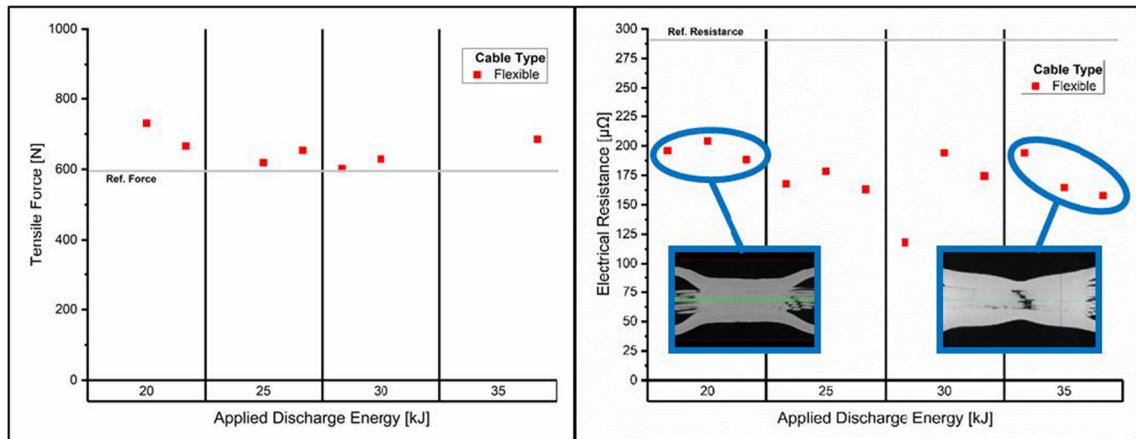 1000
800
600
400
200
0
Tensile Force [N]
Cable Type
Flexible
Ref. Force
20 25 30 35
Applied Discharge Energy [kJ]
300
275
250
225
200
175
150
125
100
75
50
25
0
Electrical Resistance [µΩ]
Ref. Resistance
Cable Type
Flexible
20 25 30 35
Applied Discharge Energy [kJ]